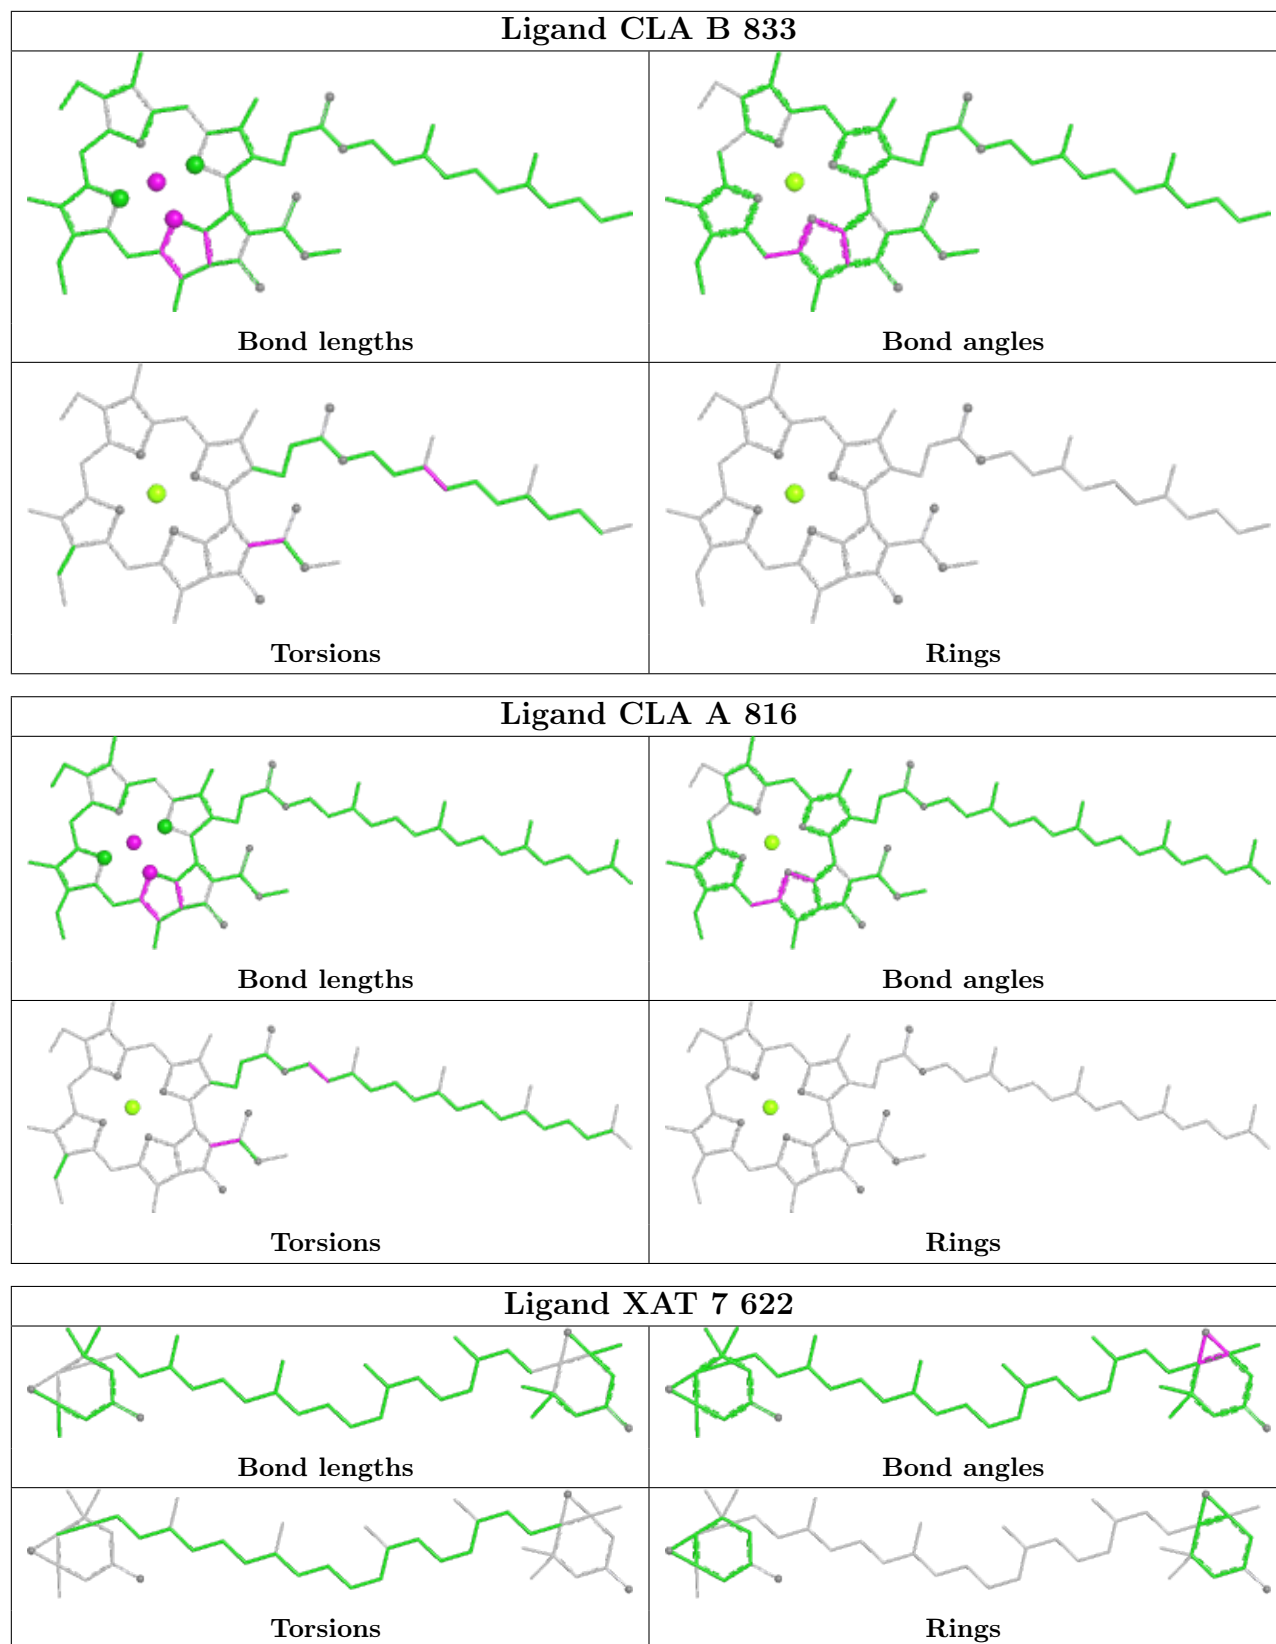 Ligand CLA B 833
Bond lengths
Bond angles
Torsions
Rings
Ligand CLA A 816
Bond lengths
Bond angles
Torsions
Rings
Ligand XAT 7 622
Bond lengths
Bond angles
Torsions
Rings